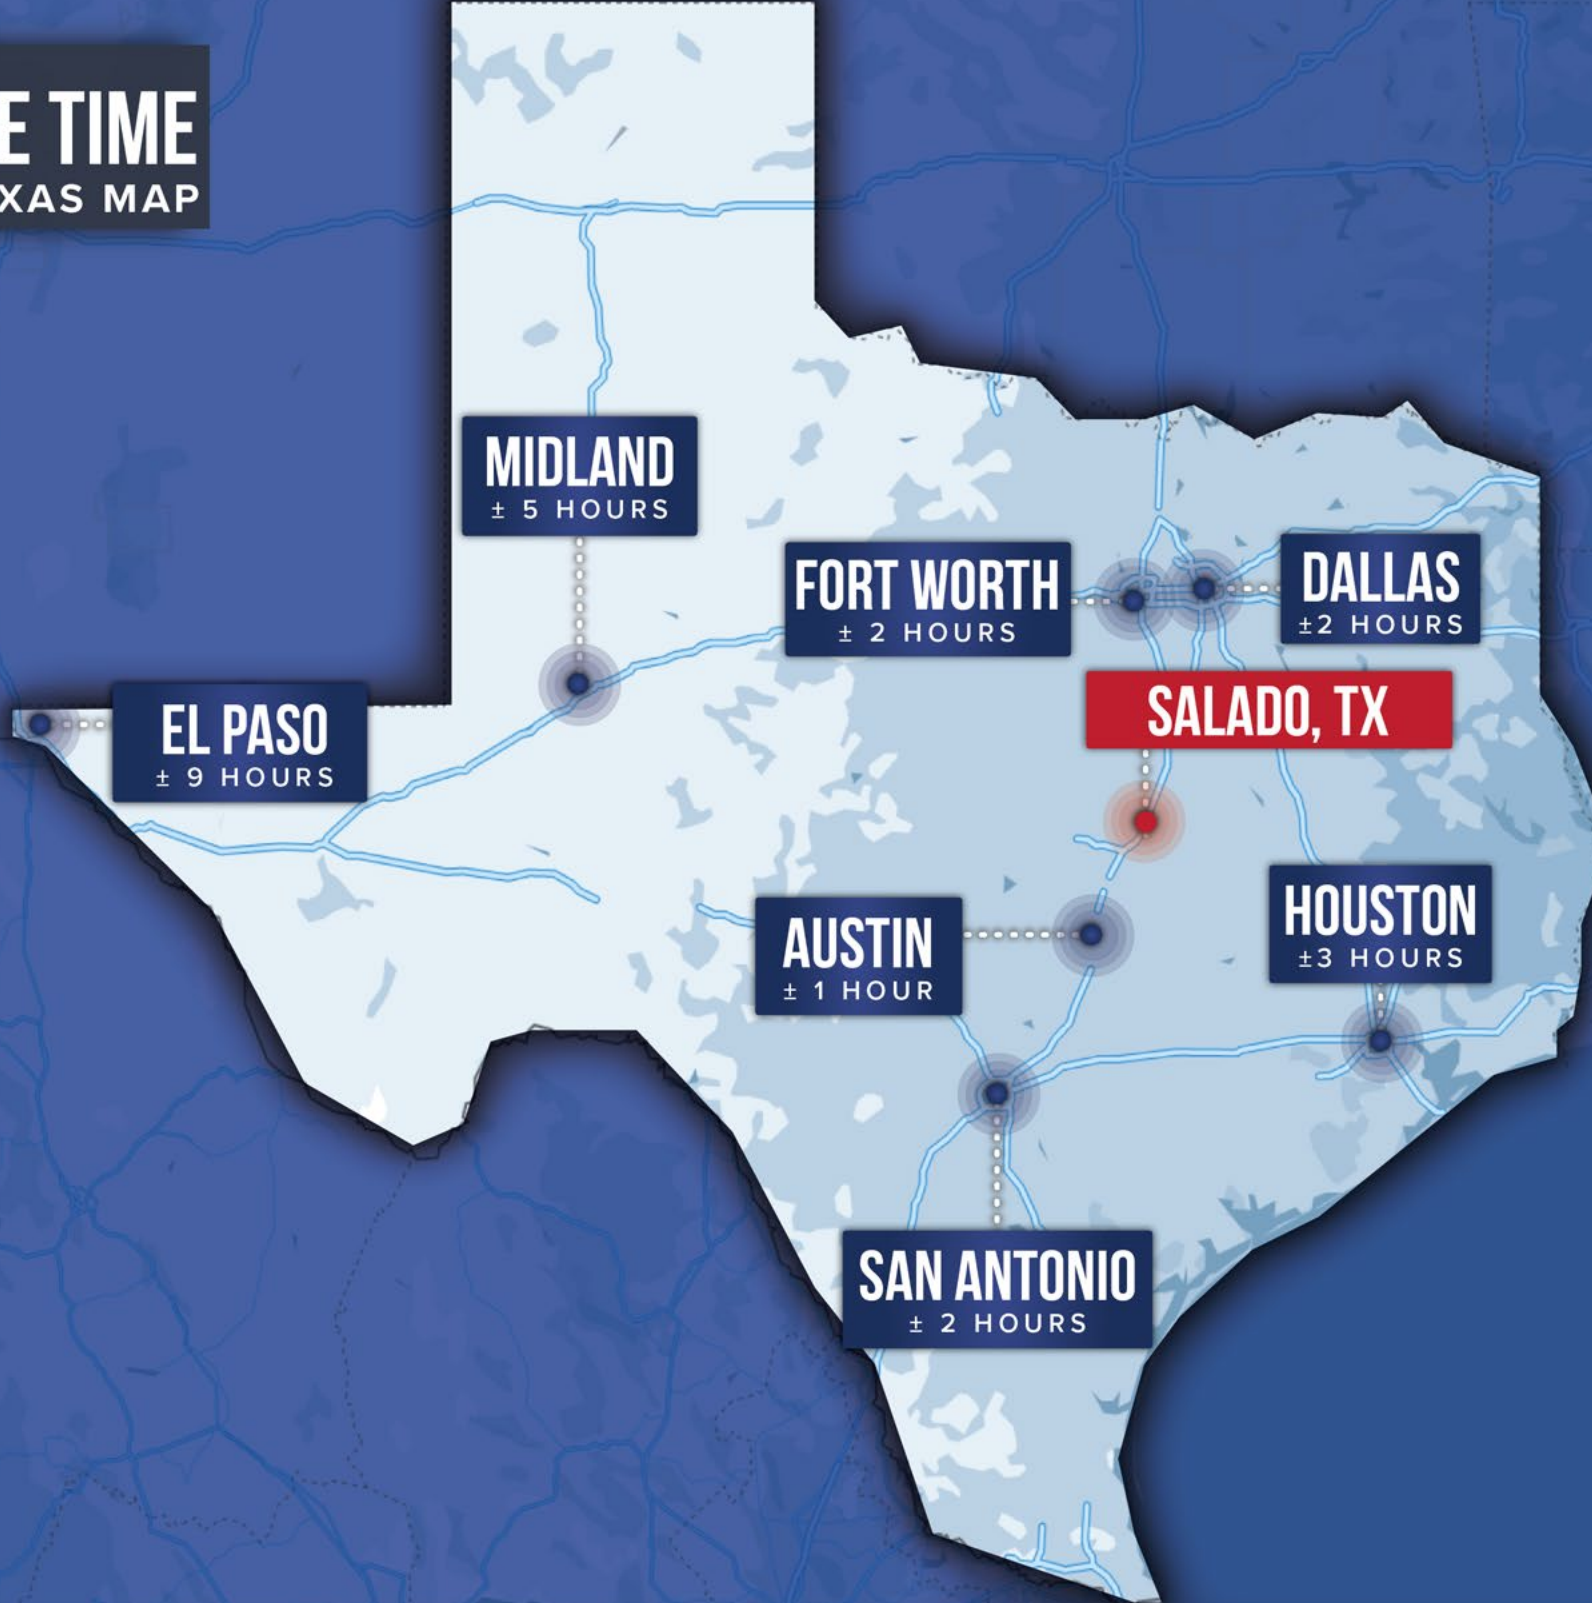 E TIME
XAS MAP
MIDLAND
± 5 HOURS
FORT WORTH
± 2 HOURS
DALLAS
±2 HOURS
SALADO, TX
EL PASO
± 9 HOURS
AUSTIN
± 1 HOUR
HOUSTON
±3 HOURS
SAN ANTONIO
± 2 HOURS